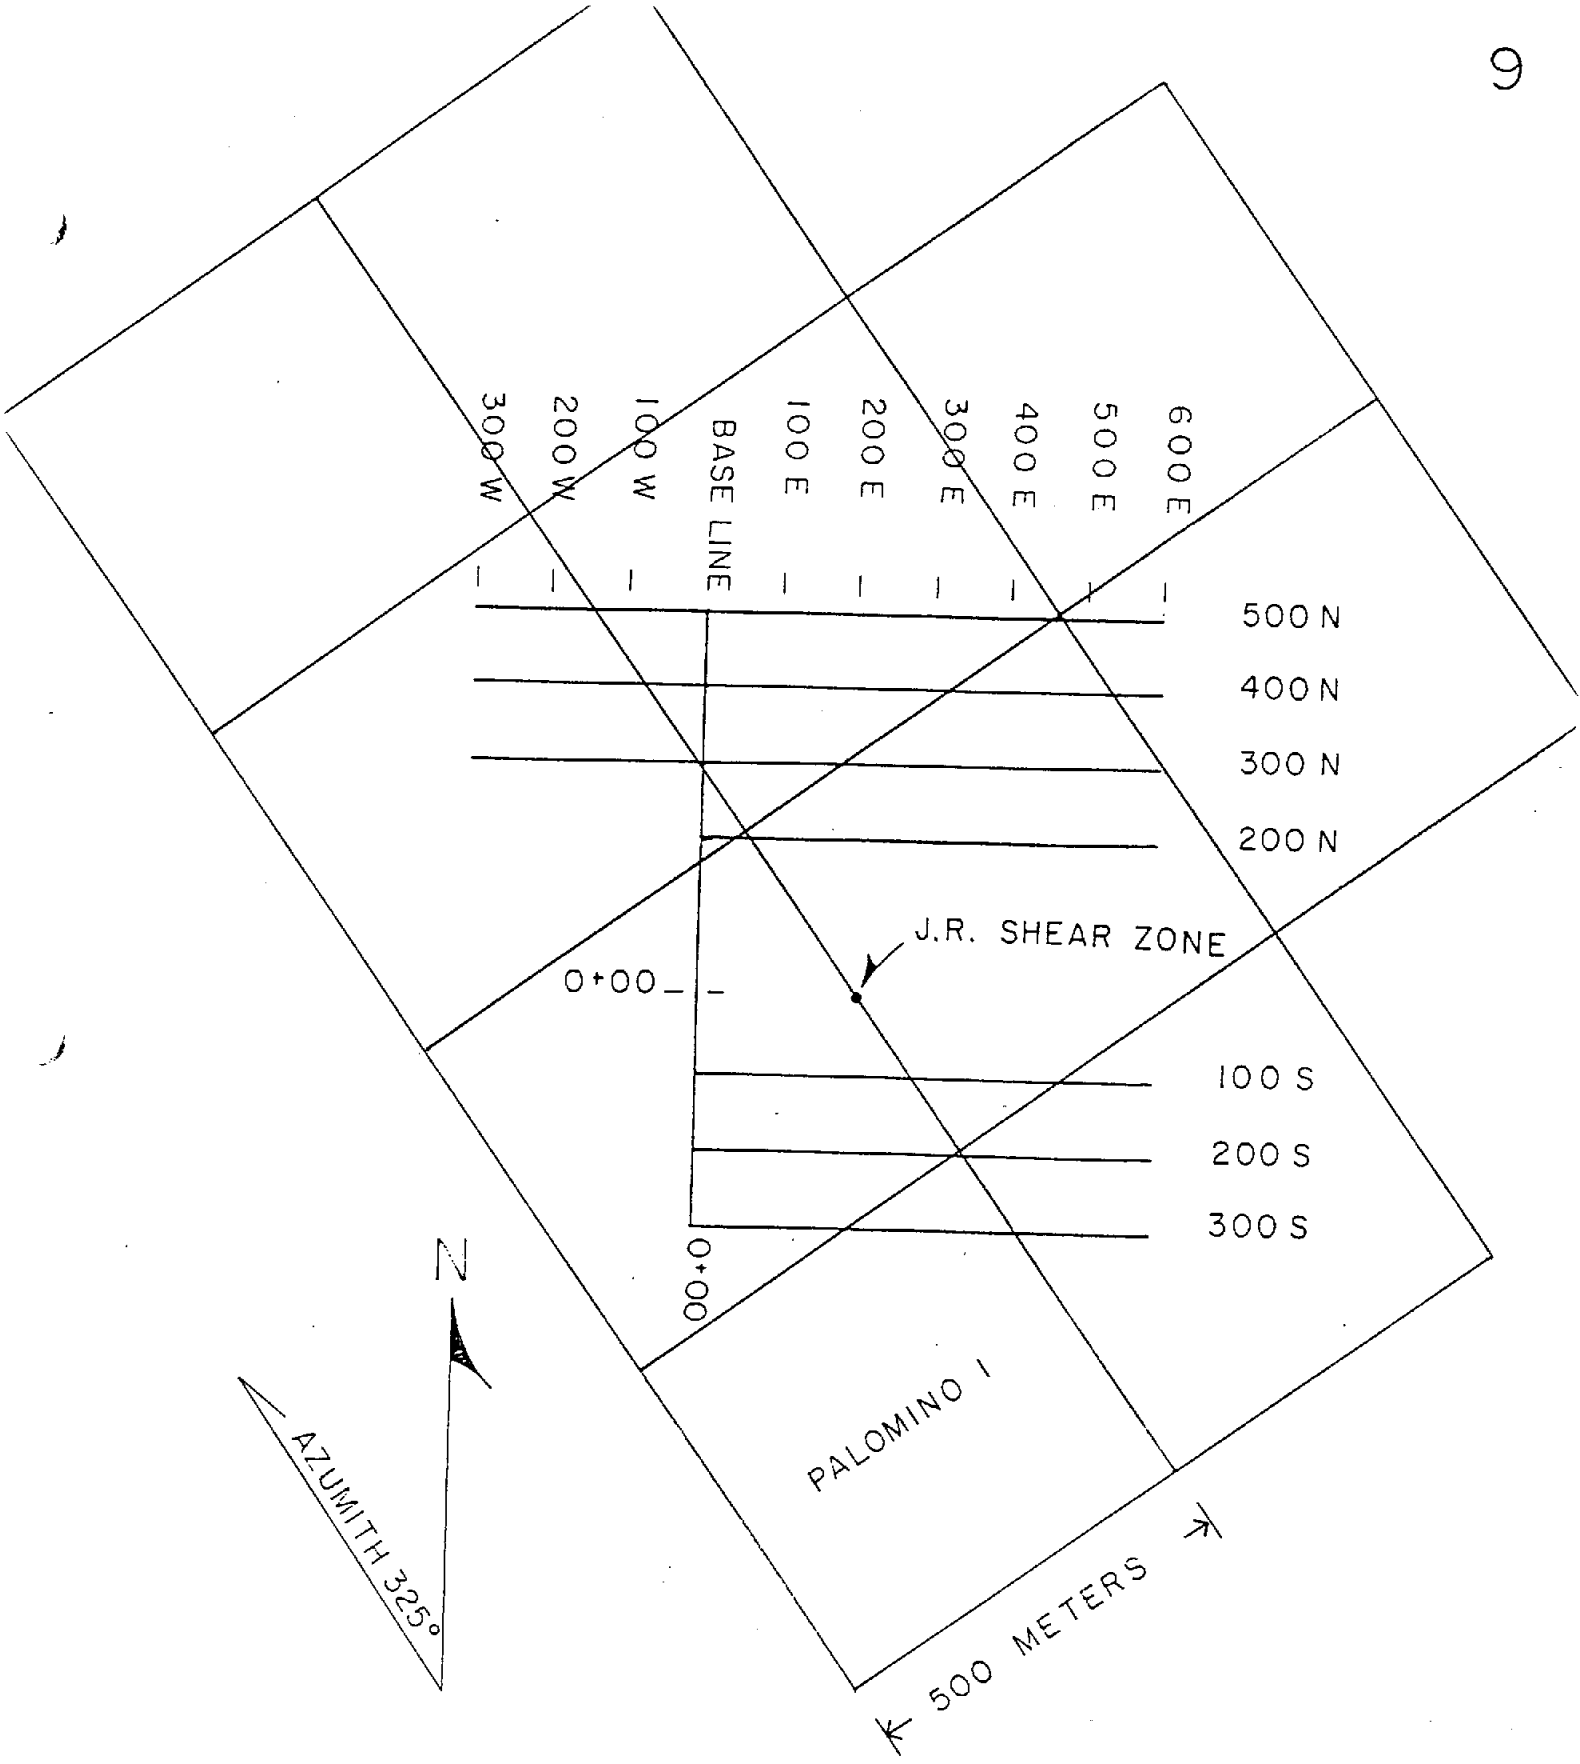 9
300 W
200 W
100 W
BASE LINE
100 E
200 E
300 E
400 E
500 E
600 E
500 N
400 N
300 N
200 N
J.R. SHEAR ZONE
0+00
100 S
200 S
300 S
0+00
N
PALOMINO 1
AZUMITH 325°
500 METERS